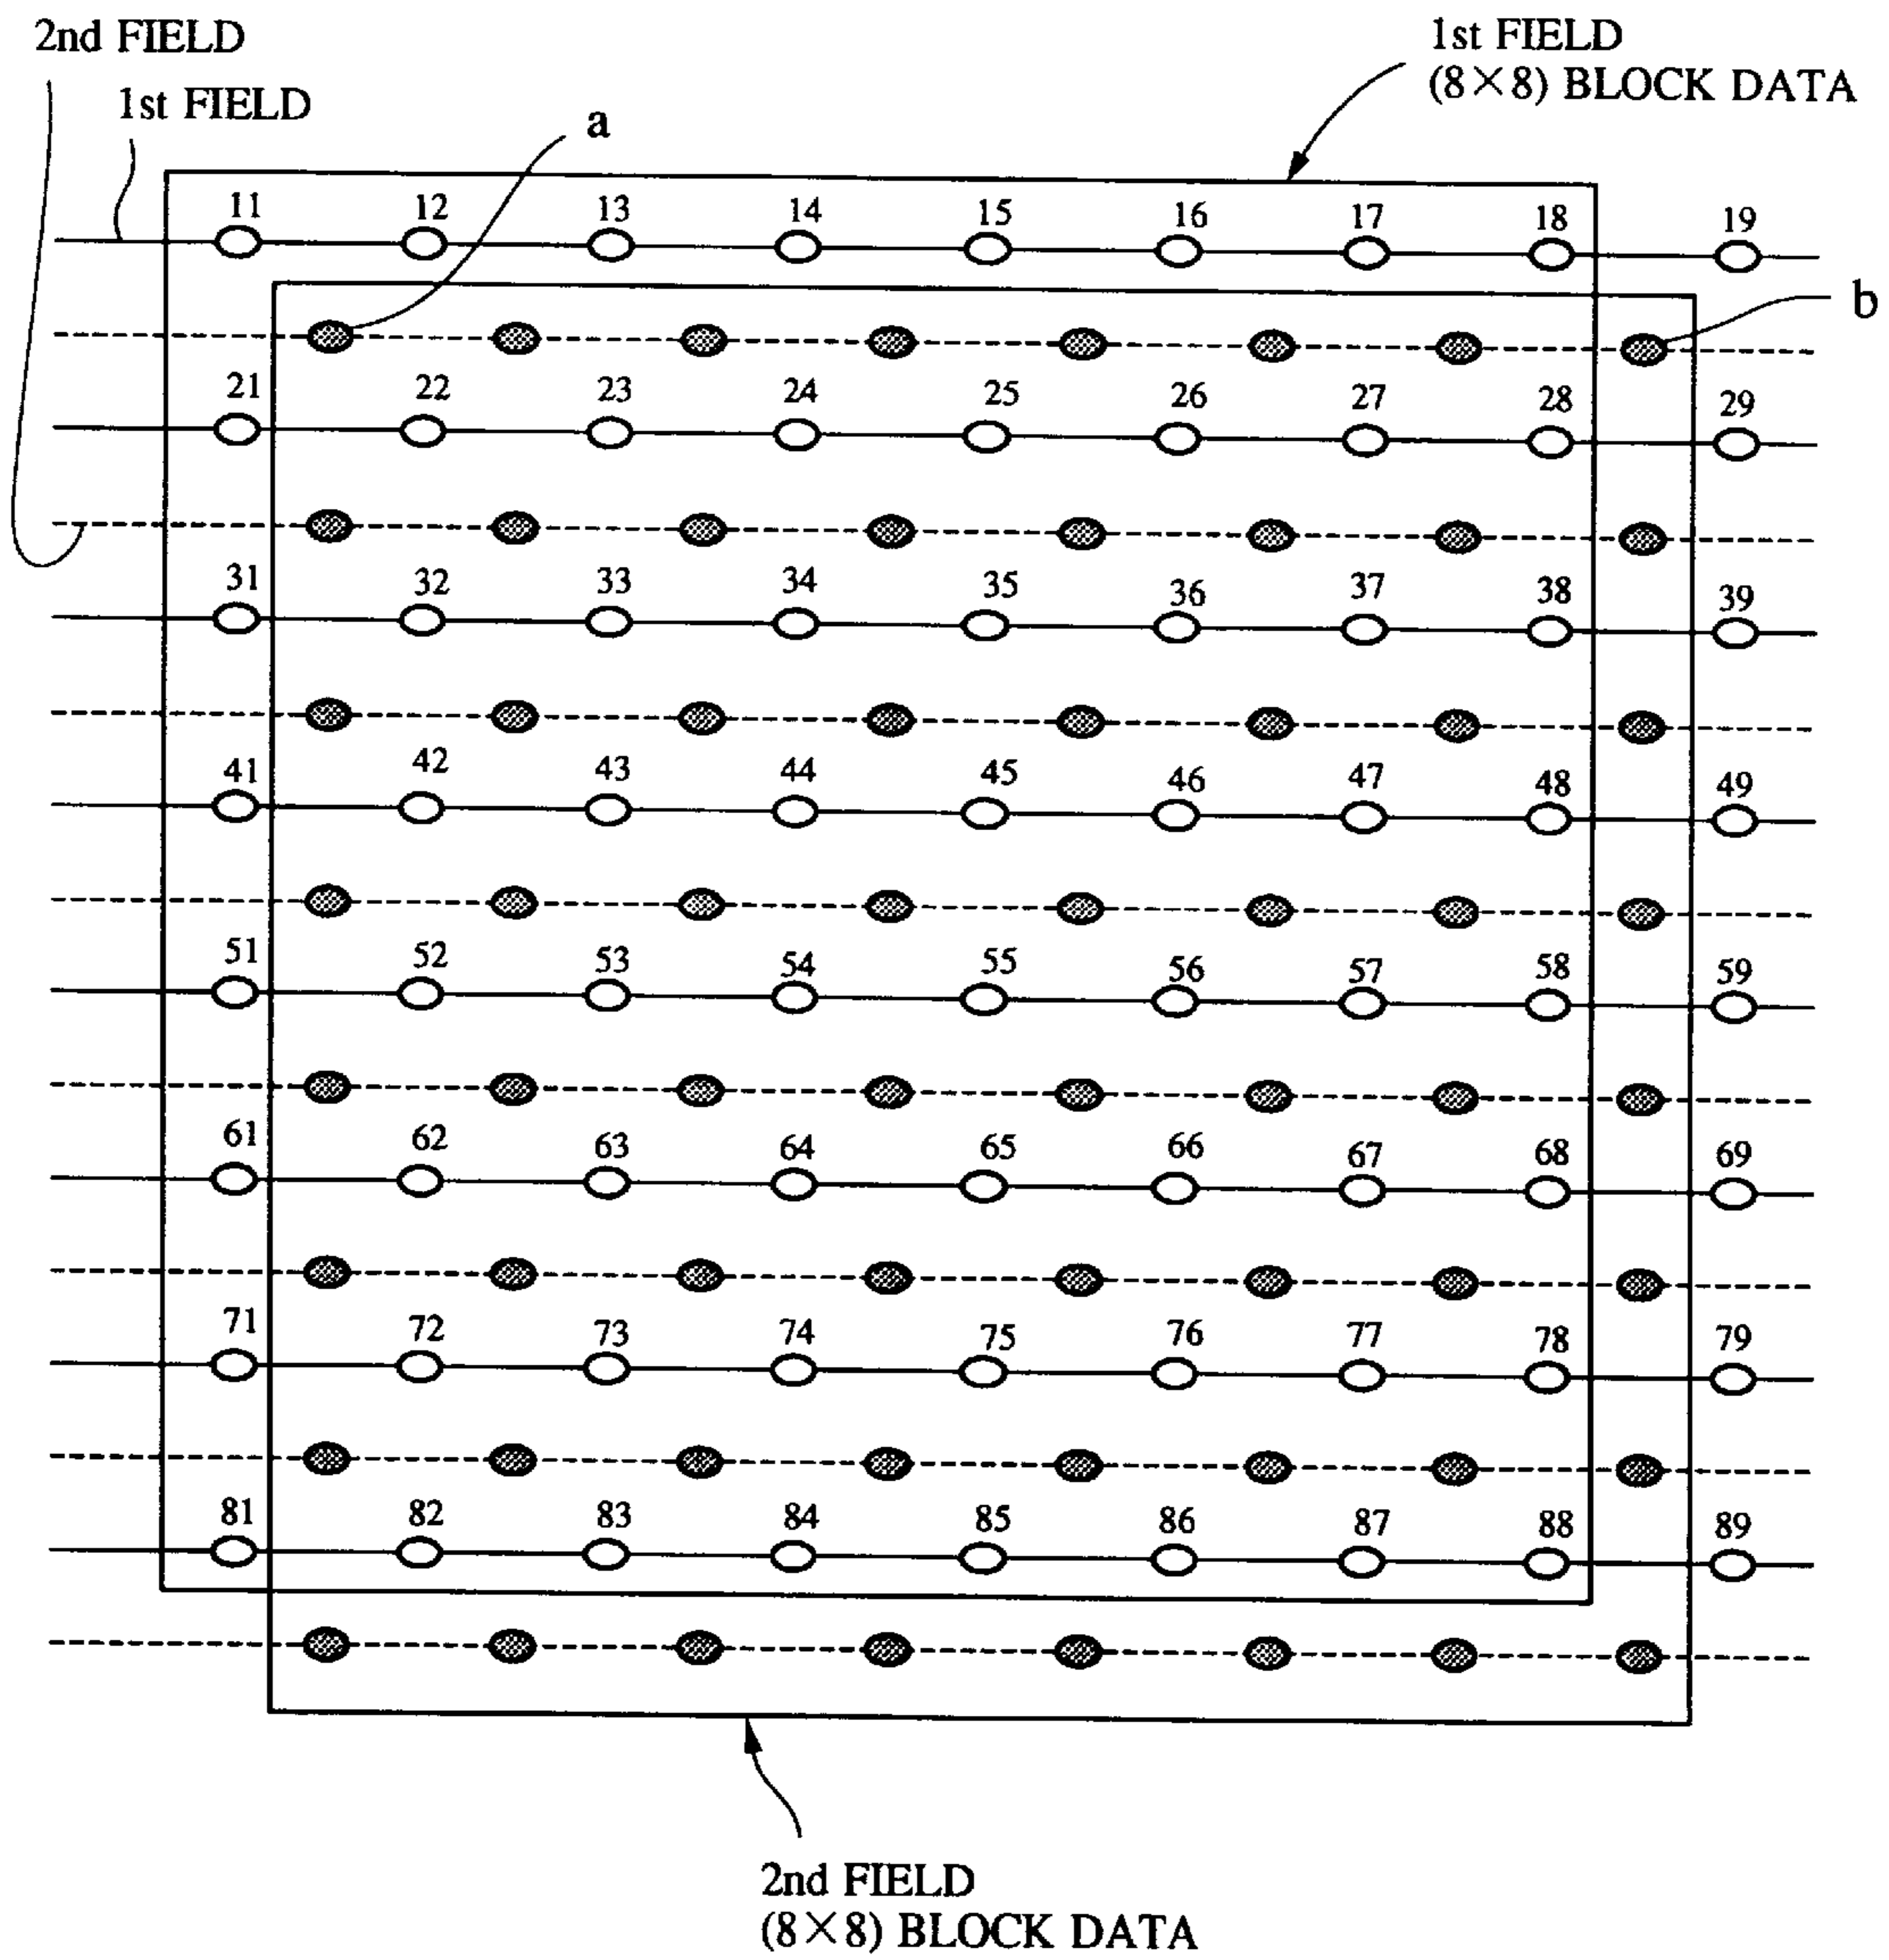 2nd FIELD
1st FIELD
1st FIELD
(8×8) BLOCK DATA
a
11 12 13 14 15 16 17 18 19
b
21 22 23 24 25 26 27 28 29
31 32 33 34 35 36 37 38 39
41 42 43 44 45 46 47 48 49
51 52 53 54 55 56 57 58 59
61 62 63 64 65 66 67 68 69
71 72 73 74 75 76 77 78 79
81 82 83 84 85 86 87 88 89
2nd FIELD
(8×8) BLOCK DATA